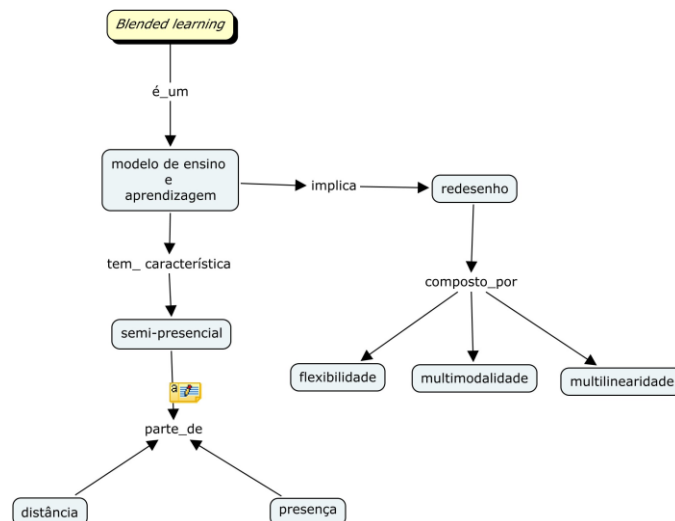 Blended learning
é_um
modelo de ensino
e
aprendizagem
implica
redesenho
tem_ característica
composto_por
semi-presencial
flexibilidade
multimodalidade
multilinearidade
a
parte_de
distância
presença